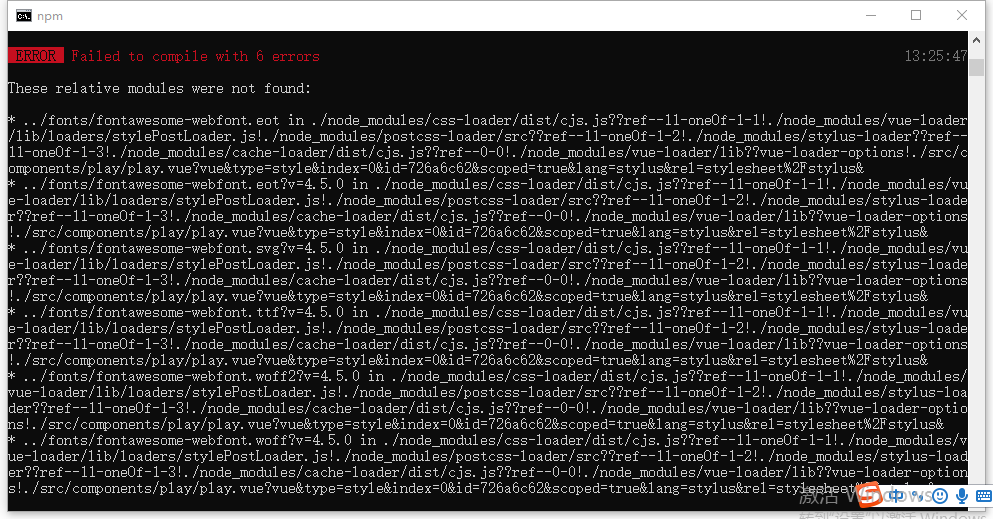 npm
ERROR Failed to compile with 6 errors 13:25:47
These relative modules were not found:
* ../fonts/fontawesome-webfont.eot in ./node_modules/css-loader/dist/cjs.js??ref--11-oneOf-1-1!./node_modules/vue-loader
/lib/loaders/stylePostLoader.js!./node_modules/postcss-loader/src??ref--11-oneOf-1-2!./node_modules/stylus-loader??ref--
11-oneOf-1-3!./node_modules/cache-loader/dist/cjs.js??ref--0-0!./node_modules/vue-loader/lib??vue-loader-options!./src/c
omponents/play/play.vue?vue&type=style&index=0&id=726a6c62&scoped=true&lang=stylus&rel=stylesheet%2Fstylus&
* ../fonts/fontawesome-webfont.eot?v=4.5.0 in ./node_modules/css-loader/dist/cjs.js??ref--11-oneOf-1-1!./node_modules/vu
e-loader/lib/loaders/stylePostLoader.js!./node_modules/postcss-loader/src??ref--11-oneOf-1-2!./node_modules/stylus-loade
r??ref--11-oneOf-1-3!./node_modules/cache-loader/dist/cjs.js??ref--0-0!./node_modules/vue-loader/lib??vue-loader-options
!./src/components/play/play.vue?vue&type=style&index=0&id=726a6c62&scoped=true&lang=stylus&rel=stylesheet%2Fstylus&
* ../fonts/fontawesome-webfont.svg?v=4.5.0 in ./node_modules/css-loader/dist/cjs.js??ref--11-oneOf-1-1!./node_modules/vu
e-loader/lib/loaders/stylePostLoader.js!./node_modules/postcss-loader/src??ref--11-oneOf-1-2!./node_modules/stylus-loade
r??ref--11-oneOf-1-3!./node_modules/cache-loader/dist/cjs.js??ref--0-0!./node_modules/vue-loader/lib??vue-loader-options
!./src/components/play/play.vue?vue&type=style&index=0&id=726a6c62&scoped=true&lang=stylus&rel=stylesheet%2Fstylus&
* ../fonts/fontawesome-webfont.ttf?v=4.5.0 in ./node_modules/css-loader/dist/cjs.js??ref--11-oneOf-1-1!./node_modules/vu
e-loader/lib/loaders/stylePostLoader.js!./node_modules/postcss-loader/src??ref--11-oneOf-1-2!./node_modules/stylus-loade
r??ref--11-oneOf-1-3!./node_modules/cache-loader/dist/cjs.js??ref--0-0!./node_modules/vue-loader/lib??vue-loader-options
!./src/components/play/play.vue?vue&type=style&index=0&id=726a6c62&scoped=true&lang=stylus&rel=stylesheet%2Fstylus&
* ../fonts/fontawesome-webfont.woff2?v=4.5.0 in ./node_modules/css-loader/dist/cjs.js??ref--11-oneOf-1-1!./node_modules/
vue-loader/lib/loaders/stylePostLoader.js!./node_modules/postcss-loader/src??ref--11-oneOf-1-2!./node_modules/stylus-loa
der??ref--11-oneOf-1-3!./node_modules/cache-loader/dist/cjs.js??ref--0-0!./node_modules/vue-loader/lib??vue-loader-optio
ns!./src/components/play/play.vue?vue&type=style&index=0&id=726a6c62&scoped=true&lang=stylus&rel=stylesheet%2Fstylus&
* ../fonts/fontawesome-webfont.woff?v=4.5.0 in ./node_modules/css-loader/dist/cjs.js??ref--11-oneOf-1-1!./node_modules/v
ue-loader/lib/loaders/stylePostLoader.js!./node_modules/postcss-loader/src??ref--11-oneOf-1-2!./node_modules/stylus-load
er??ref--11-oneOf-1-3!./node_modules/cache-loader/dist/cjs.js??ref--0-0!./node_modules/vue-loader/lib??vue-loader-option
s!./src/components/play/play.vue?vue&type=style&index=0&id=726a6c62&scoped=true&lang=stylus&rel=stylesheet
激活 Windows
中